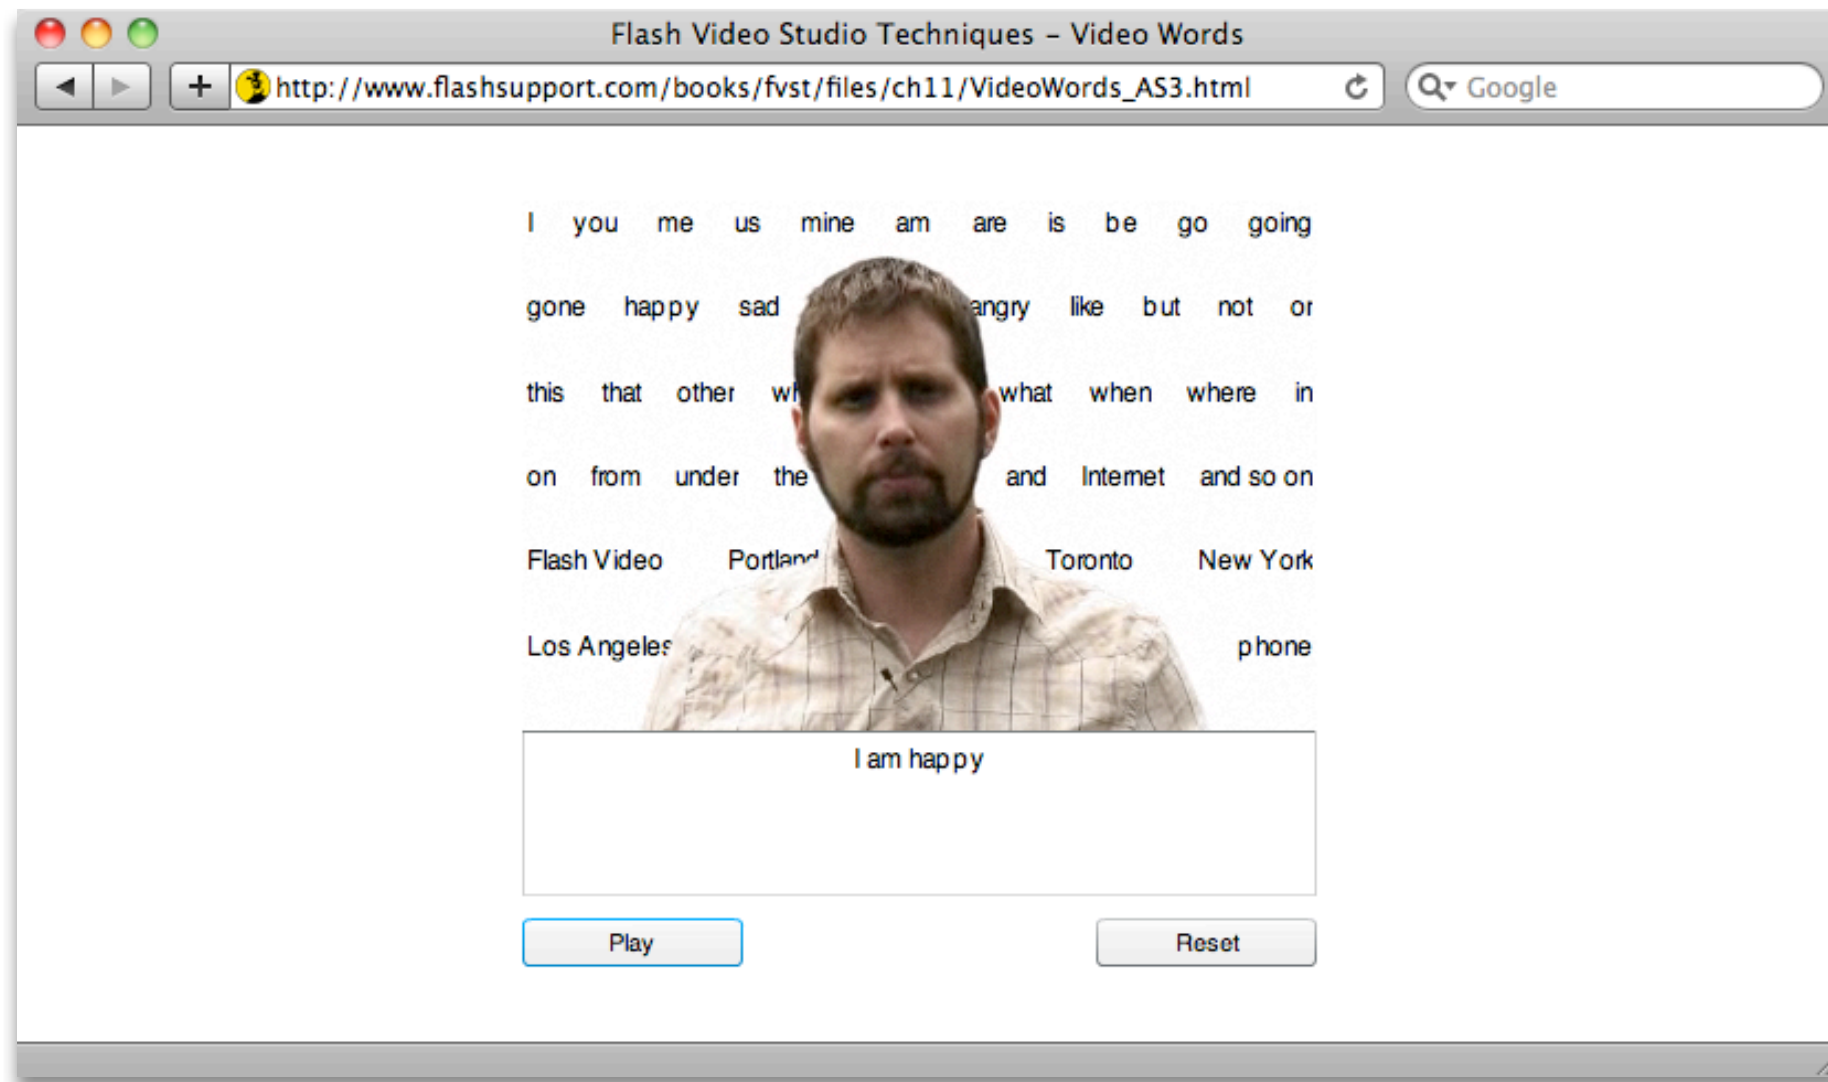 Flash Video Studio Techniques – Video Words
http://www.flashsupport.com/books/fvst/files/ch11/VideoWords_AS3.html
Google
I you me us mine am are is be go going
gone happy sad angry like but not or
this that other what when where in
on from under the and Internet and so on
Flash Video Portland Toronto New York
Los Angeles phone
I am happy
Play
Reset